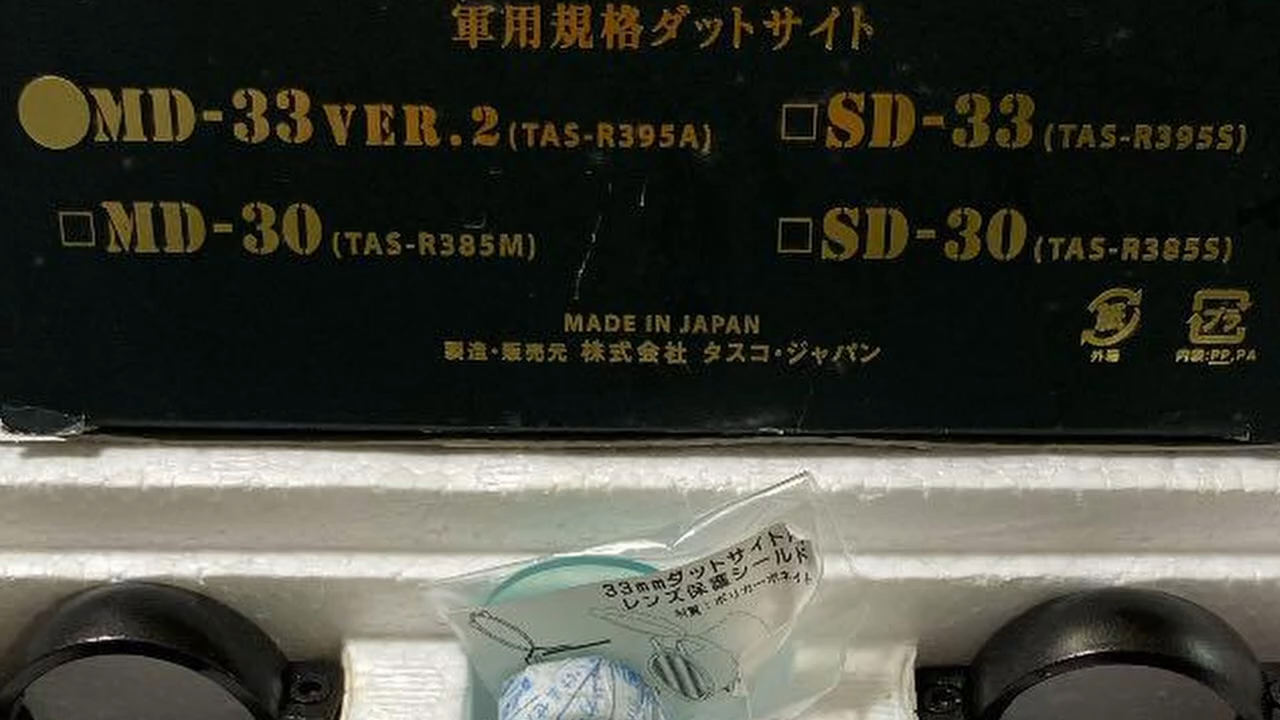 軍用規格ダットサイト
MD-33 VER.2 (TAS-R395A)
□SD-33 (TAS-R395S)
□MD-30 (TAS-R385M)
□SD-30 (TAS-R385S)
MADE IN JAPAN
製造・販売元 株式会社 タスコ・ジャパン
紙 プラ
外箱 内装:PP,PA
33mmダットサイト用
レンズ保護シールド
材質:ポリカーボネイト